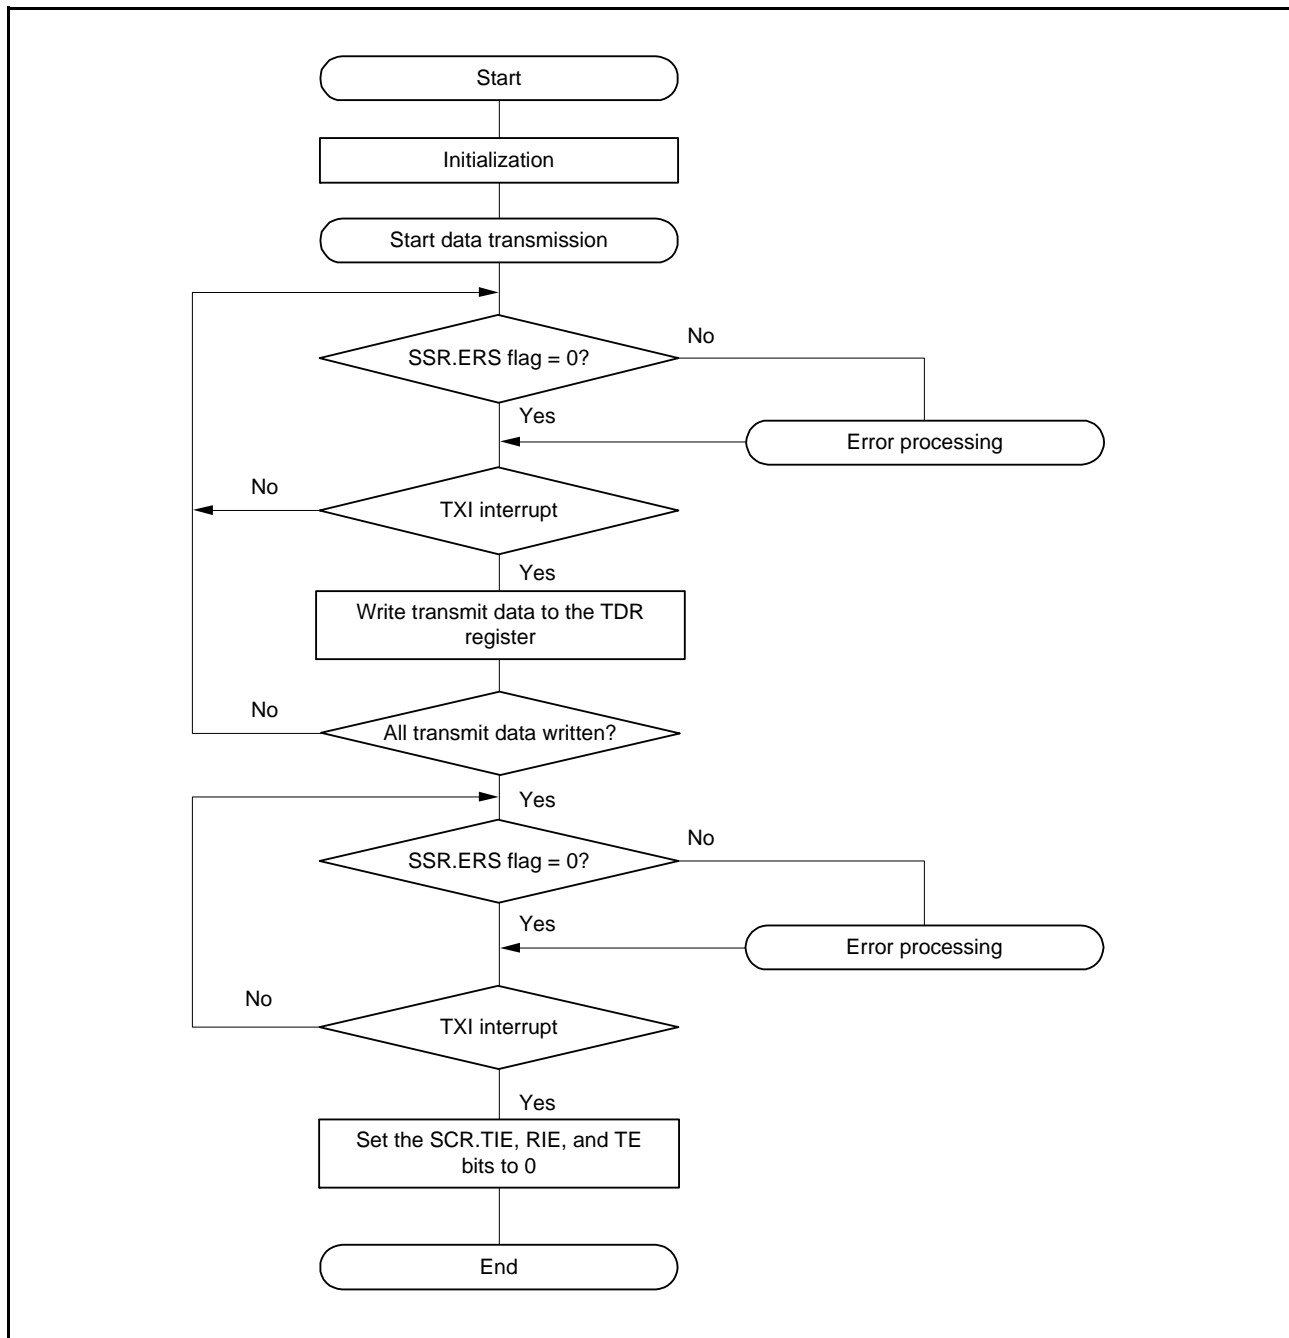 Start
Initialization
Start data transmission
SSR.ERS flag = 0?
No
Yes
Error processing
No
TXI interrupt
Yes
Write transmit data to the TDR
register
No
All transmit data written?
Yes
SSR.ERS flag = 0?
No
Yes
Error processing
No
TXI interrupt
Yes
Set the SCR.TIE, RIE, and TE
bits to 0
End